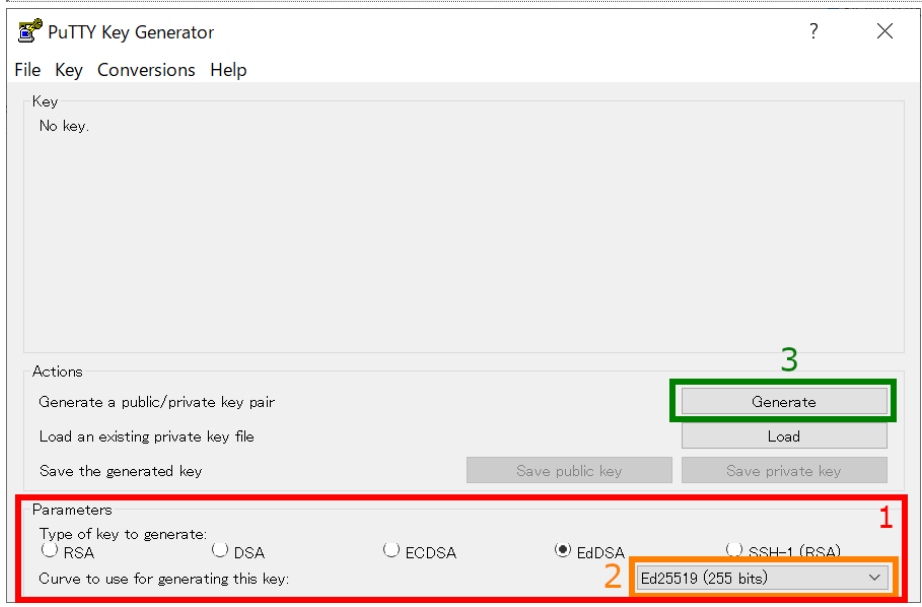 PuTTY Key Generator ?
File Key Conversions Help
Key
No key.
3
Actions
Generate a public/private key pair Generate
Load an existing private key file Load
Save the generated key Save public key Save private key
Parameters 1
Type of key to generate:
RSA DSA ECDSA EdDSA SSH-1 (RSA)
Curve to use for generating this key: 2 Ed25519 (255 bits)